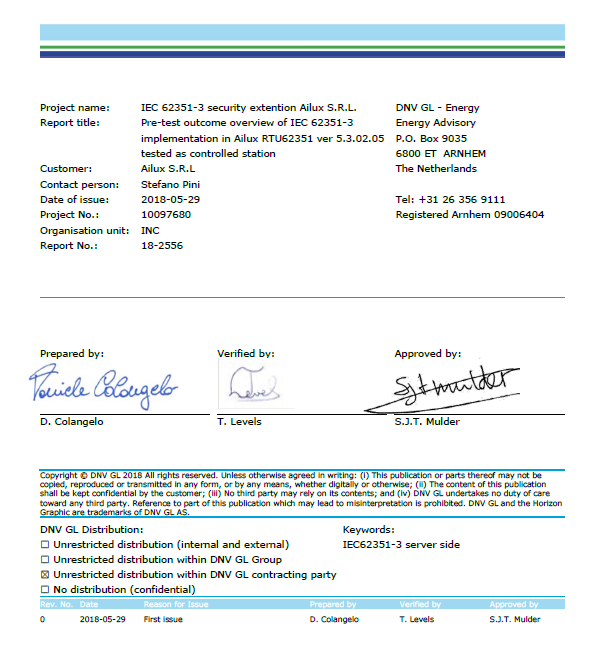 Project name: IEC 62351-3 security extention Ailux S.R.L. DNV GL - Energy
Report title: Pre-test outcome overview of IEC 62351-3 Energy Advisory
implementation in Ailux RTU62351 ver 5.3.02.05 P.O. Box 9035
tested as controlled station 6800 ET ARNHEM
Customer: Ailux S.R.L The Netherlands
Contact person: Stefano Pini
Date of issue: 2018-05-29 Tel: +31 26 356 9111
Project No.: 10097680 Registered Arnhem 09006404
Organisation unit: INC
Report No.: 18-2556
Prepared by: Verified by: Approved by:
Daniele Colangelo Levels Sjt mulder
D. Colangelo T. Levels S.J.T. Mulder
Copyright © DNV GL 2018 All rights reserved. Unless otherwise agreed in writing: (i) This publication or parts thereof may not be
copied, reproduced or transmitted in any form, or by any means, whether digitally or otherwise; (ii) The content of this publication
shall be kept confidential by the customer; (iii) No third party may rely on its contents; and (iv) DNV GL undertakes no duty of care
toward any third party. Reference to part of this publication which may lead to misinterpretation is prohibited. DNV GL and the Horizon
Graphic are trademarks of DNV GL AS.
DNV GL Distribution: Keywords:
☐ Unrestricted distribution (internal and external) IEC62351-3 server side
☐ Unrestricted distribution within DNV GL Group
☒ Unrestricted distribution within DNV GL contracting party
☐ No distribution (confidential)
Rev. No. Date Reason for Issue Prepared by Verified by Approved by
0 2018-05-29 First issue D. Colangelo T. Levels S.J.T. Mulder